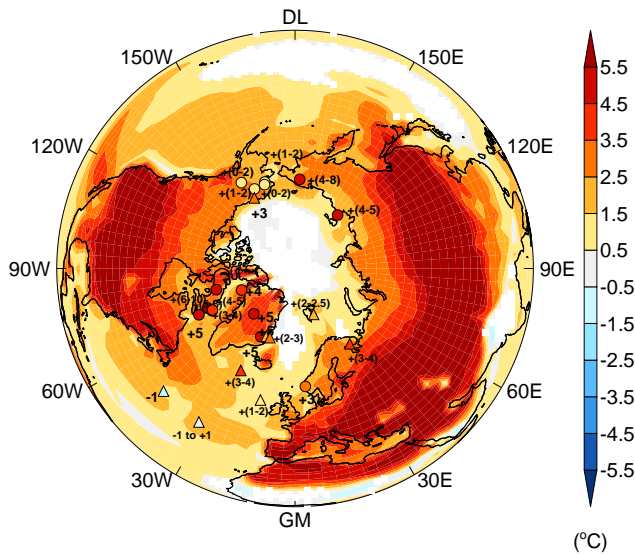 DL
150W
150E
5.5
120W
120E
4.5
+(1-2)
+(0-2)
+(4-8)
3.5
+(1-2)
+(0-2)
+3
+(4-5)
2.5
1.5
90W
90E
0.5
+4
-0.5
+(4-5)
+(2-2.5)
-1.5
+(3-4)
+5
+5
+(2-3)
+(3-4)
-2.5
+5
+(3-4)
60W
60E
-1
+(1-2)
-3.5
-1 to +1
-4.5
30W
30E
-5.5
GM
(°C)